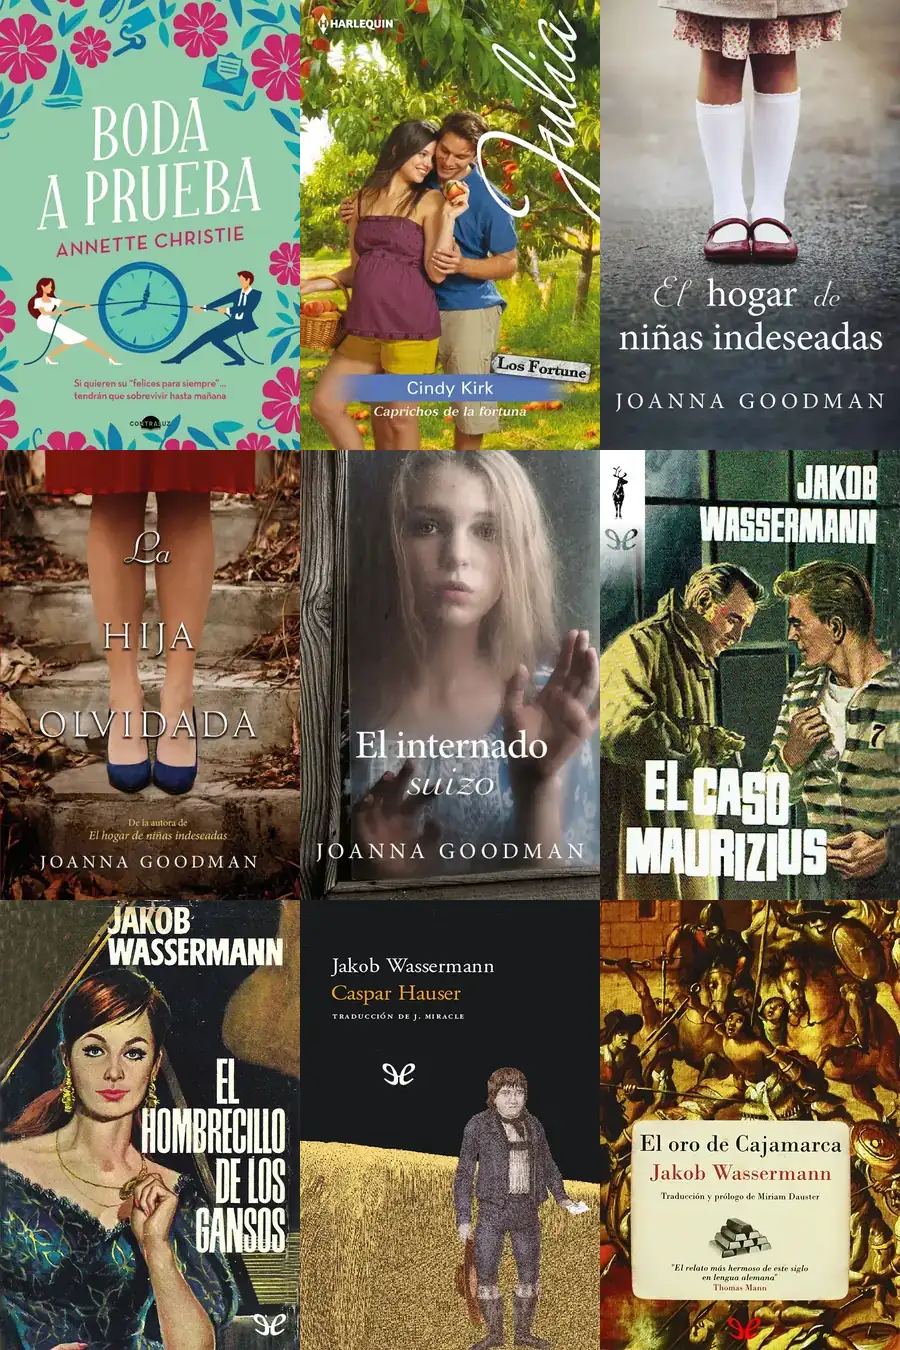 BODA
A PRUEBA
ANNETTE CHRISTIE
Si quieren su "felices para siempre"...
tendrán que sobrevivir hasta mañana
CONTRALUZ
HARLEQUIN
Julia
Los Fortune
Cindy Kirk
Caprichos de la fortuna
El hogar de
niñas indeseadas
JOANNA GOODMAN
La
HIJA
OLVIDADA
De la autora de
El hogar de niñas indeseadas
JOANNA GOODMAN
El internado
suizo
JOANNA GOODMAN
JAKOB
WASSERMANN
7
EL CASO
MAURIZIUS
JAKOB
WASSERMANN
EL
HOMBRECILLO
DE LOS
GANSOS
Jakob Wassermann
Caspar Hauser
TRADUCCIÓN DE J. MIRACLE
El oro de Cajamarca
Jakob Wassermann
Traducción y prólogo de Miriam Dauster
"El relato más hermoso de este siglo
en lengua alemana"
Thomas Mann